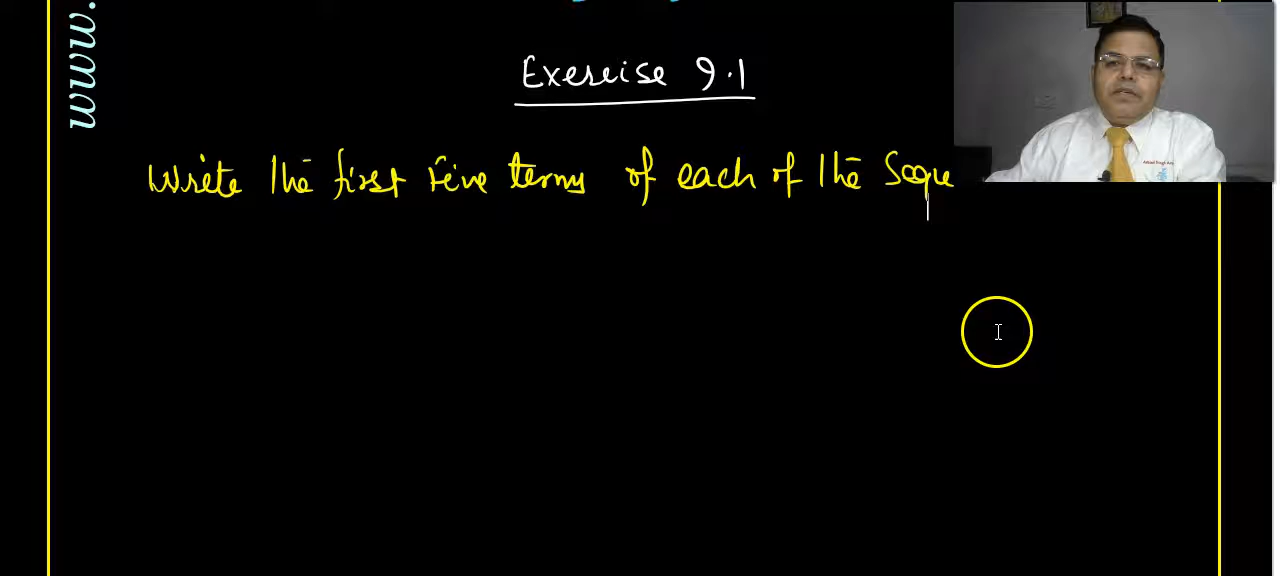 www.
Exercise 9.1
Write the first five terms of each of the Seque